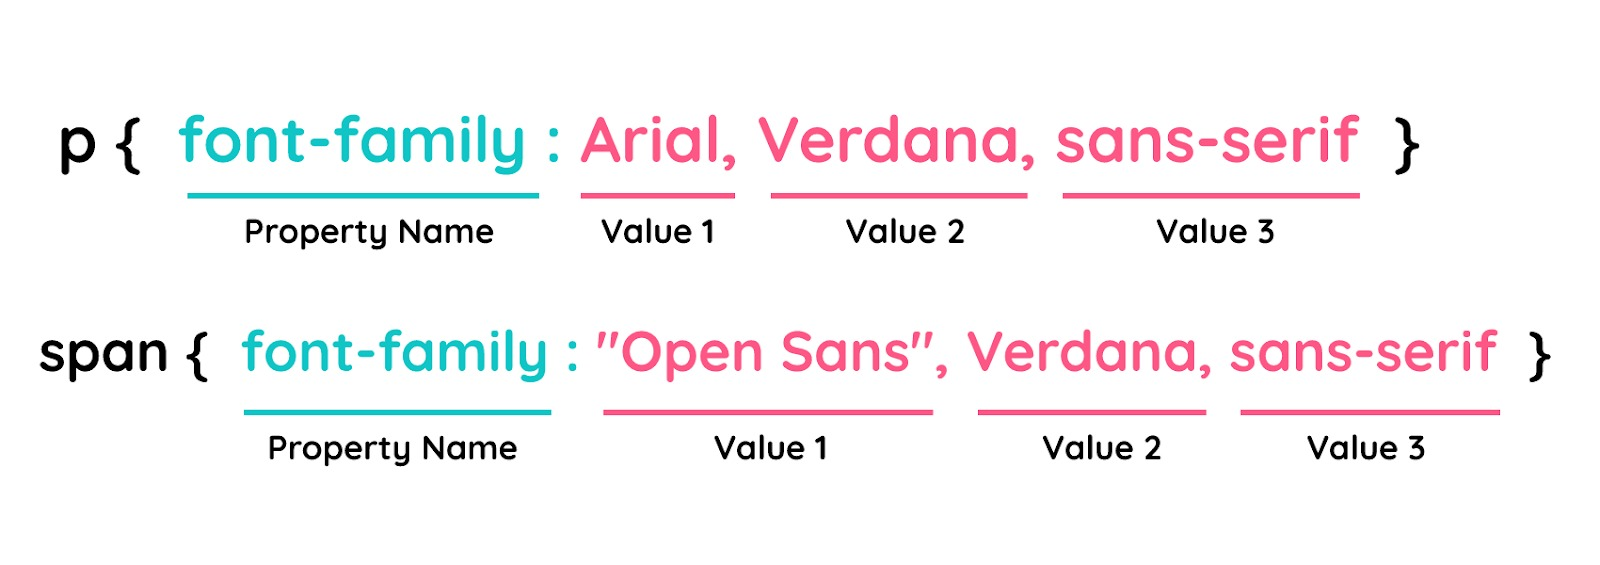 p { font-family : Arial, Verdana, sans-serif }
Property Name Value 1 Value 2 Value 3
span { font-family : "Open Sans", Verdana, sans-serif }
Property Name Value 1 Value 2 Value 3